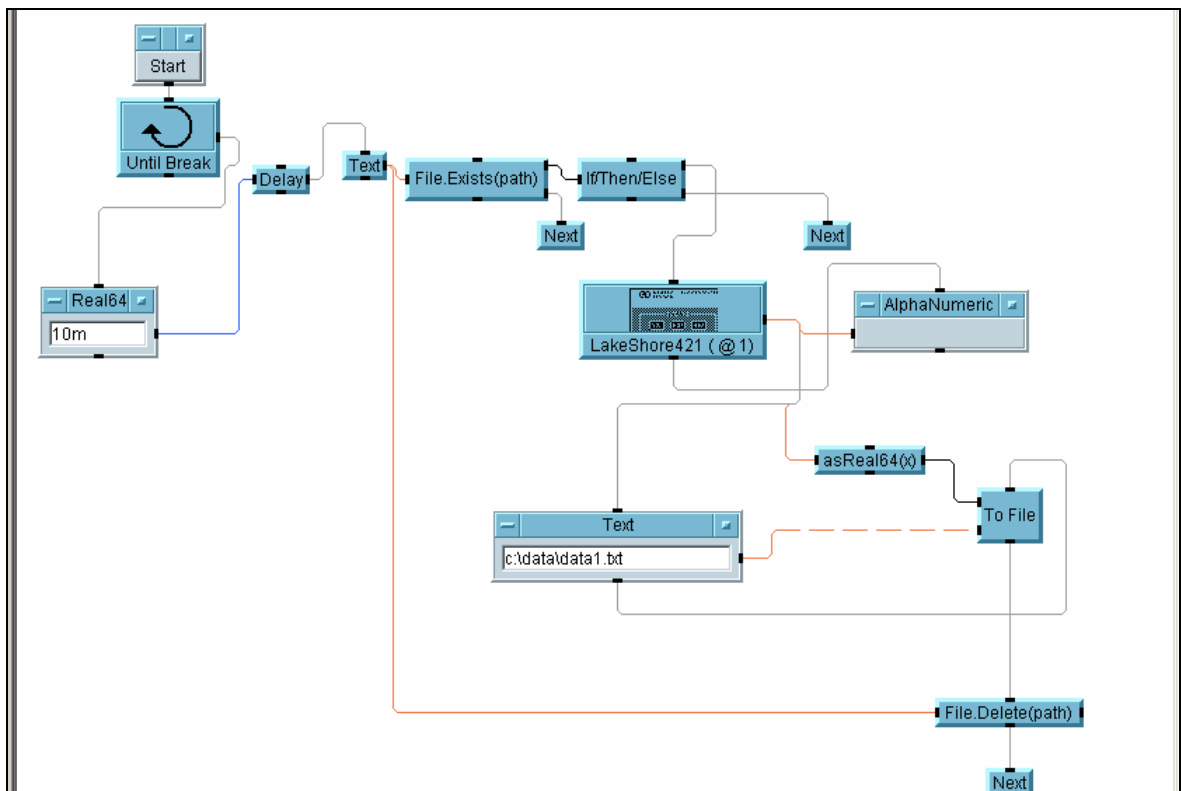 Start
Until Break
Delay
Text
File.Exists(path)
If/Then/Else
Next
Next
Real64
10m
LakeShore421 ( @1)
AlphaNumeric
asReal64(x)
To File
Text
c:\data\data1.txt
File.Delete(path)
Next